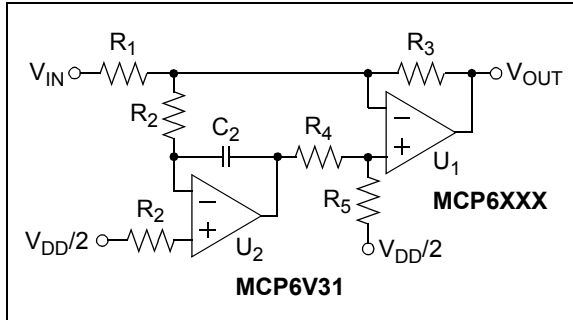 R1 R3
VIN VOUT
R2 C2 R4
− +
U1
R2 − + R5 MCP6XXX
VDD/2 U2 VDD/2
MCP6V31